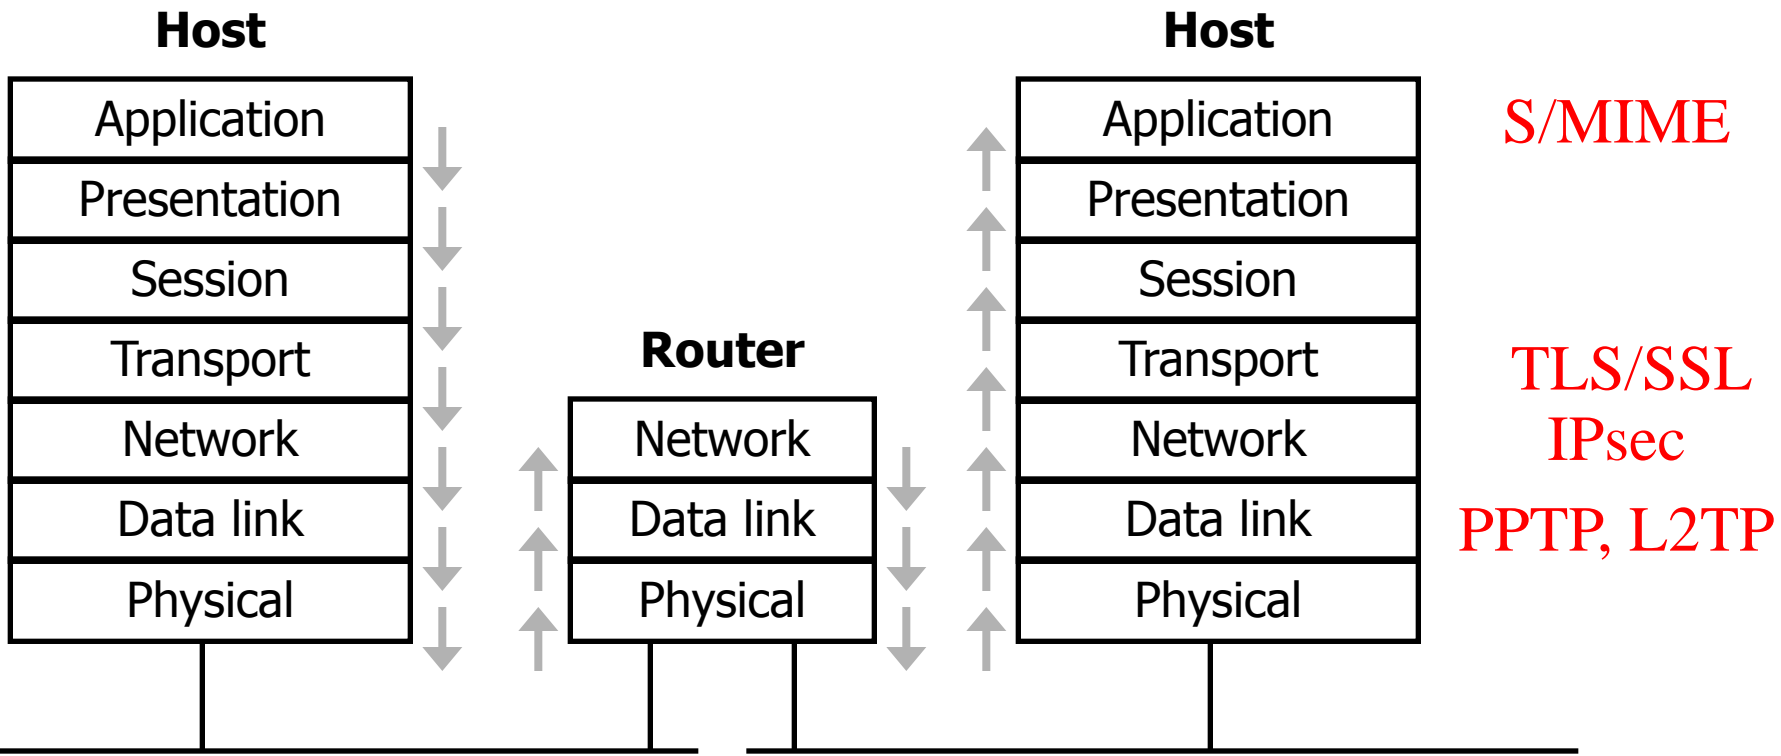 Host
Application
Presentation
Session
Transport
Network
Data link
Physical
Router
Network
Data link
Physical
Host
Application
Presentation
Session
Transport
Network
Data link
Physical
S/MIME
TLS/SSL
IPsec
PPTP, L2TP